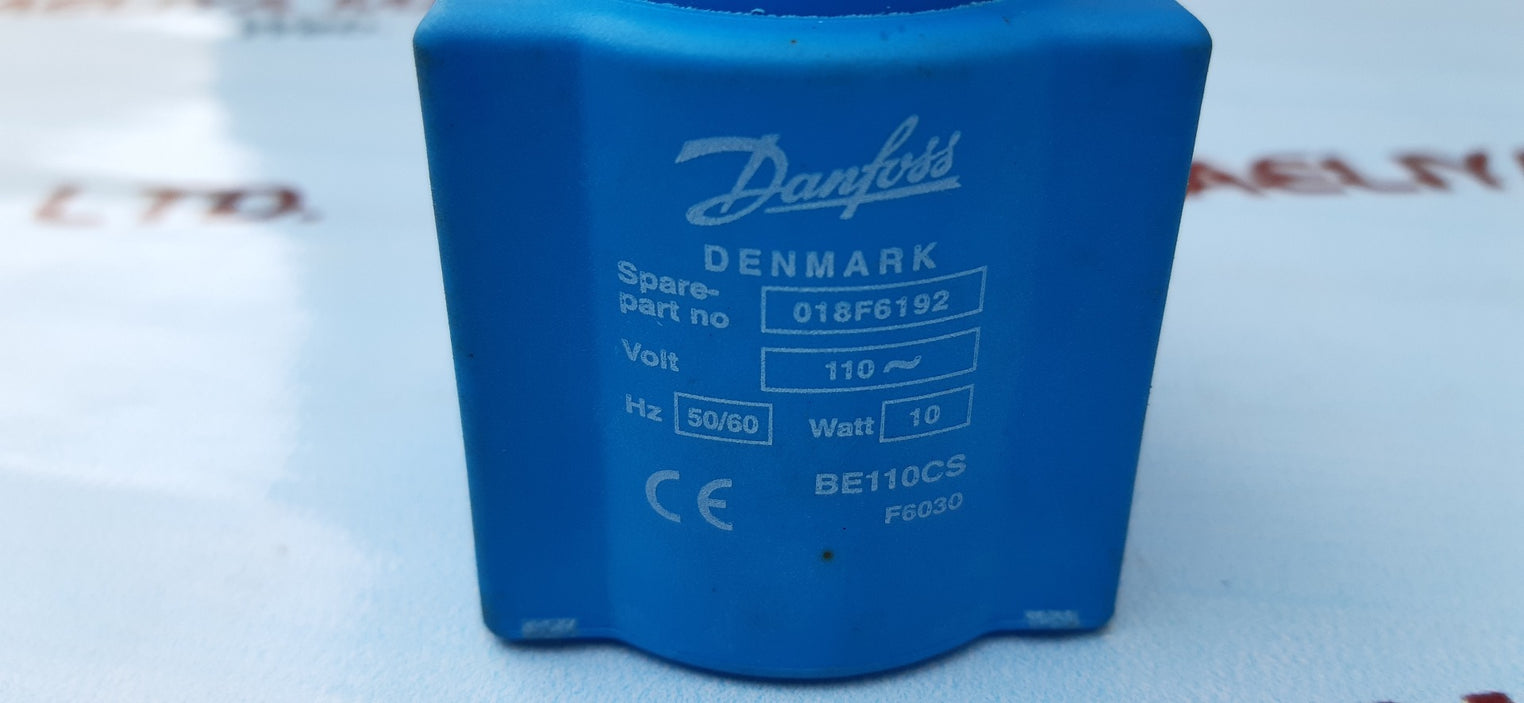 Danfoss
DENMARK
Spare-
part no 018F6192
Volt 110 ~
Hz 50/60 Watt 10
CE BE110CS
F6030
LTD.